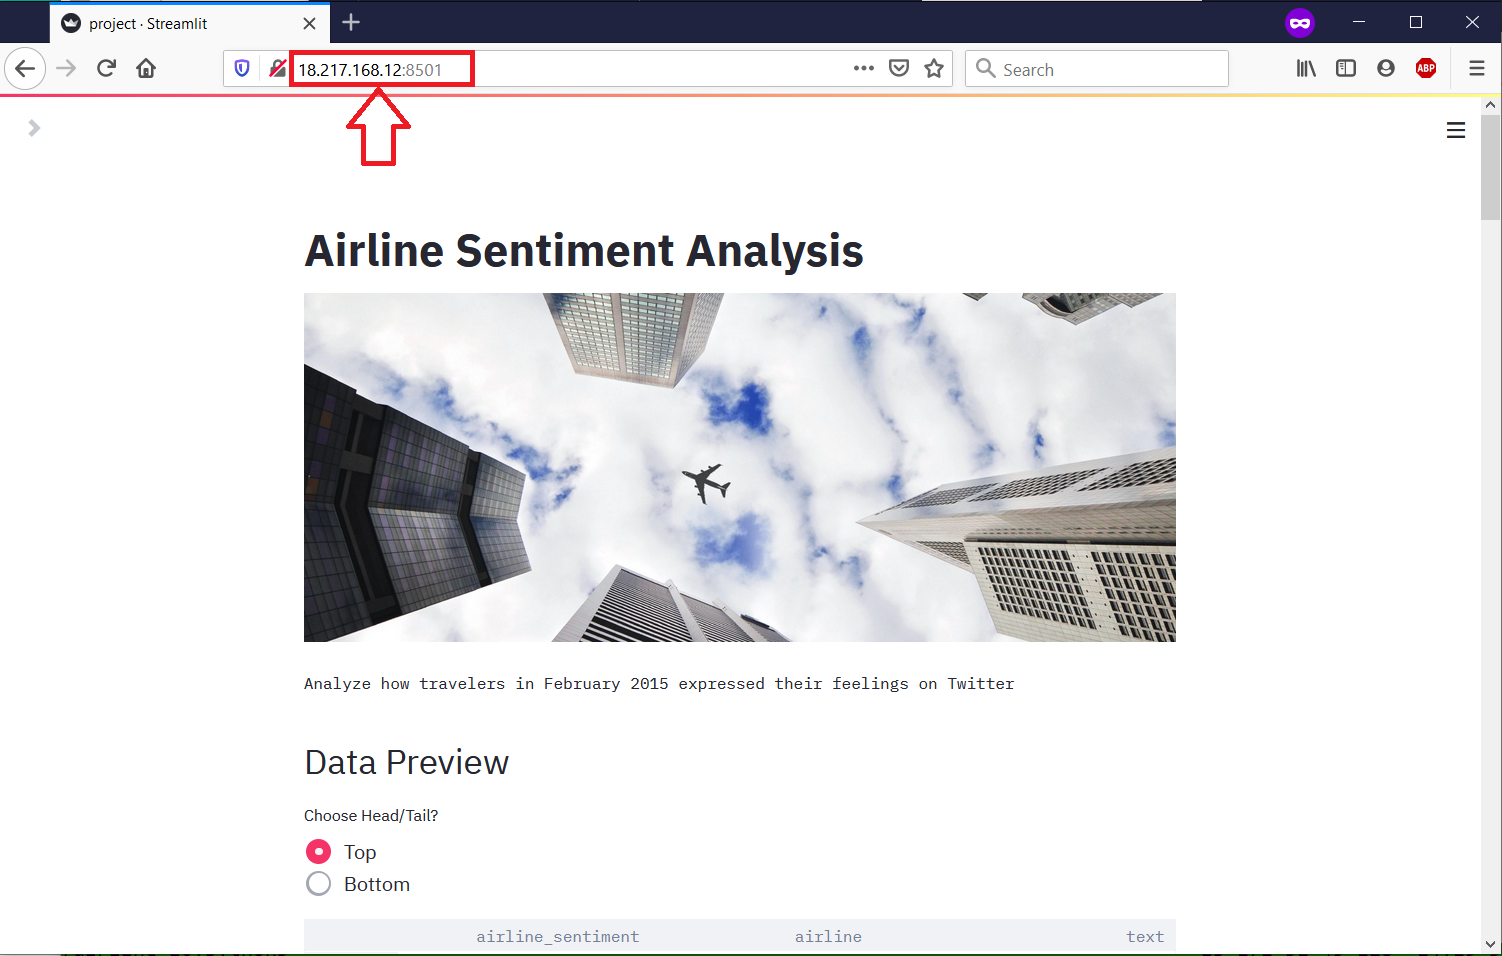 project · Streamlit
18.217.168.12:8501
Search
ABP
Airline Sentiment Analysis
Analyze how travelers in February 2015 expressed their feelings on Twitter
Data Preview
Choose Head/Tail?
Top
Bottom
airline_sentiment airline text